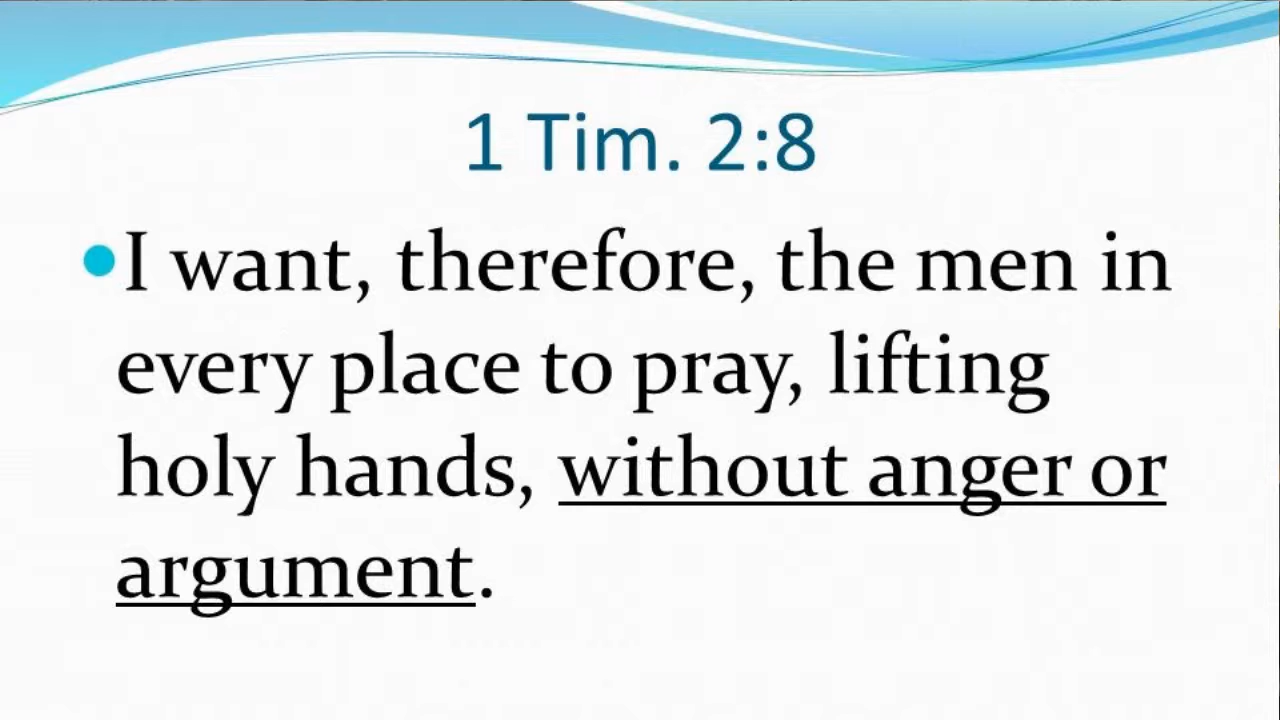 1 Tim. 2:8
•I want, therefore, the men in
every place to pray, lifting
holy hands, without anger or
argument.